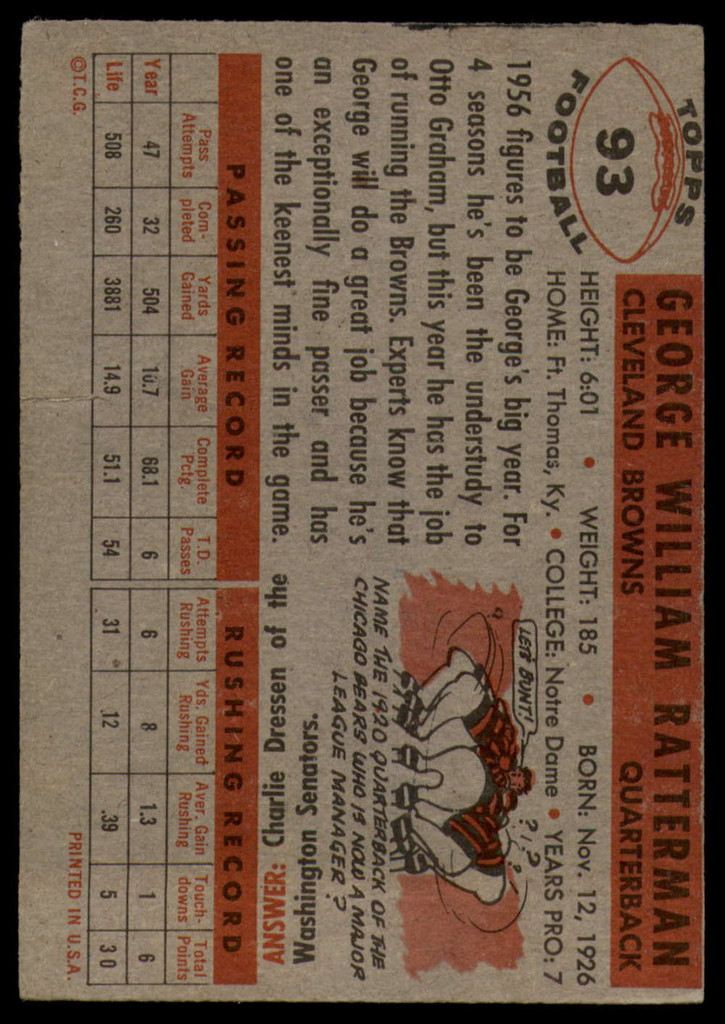 TOPPS
93
FOOTBALL
GEORGE WILLIAM RATTERMAN
CLEVELAND BROWNS QUARTERBACK
HEIGHT: 6:01 • WEIGHT: 185 • BORN: Nov. 12, 1926
HOME: Ft. Thomas, Ky. • COLLEGE: Notre Dame • YEARS PRO: 7
1956 figures to be George's big year. For
4 seasons he's been the understudy to
Otto Graham, but this year he has the job
of running the Browns. Experts know that
George will do a great job because he's
an exceptionally fine passer and has
one of the keenest minds in the game.
LET'S BUNT!
?!?
NAME THE 1920 QUARTERBACK OF THE
CHICAGO BEARS WHO IS NOW A MAJOR
LEAGUE MANAGER?
ANSWER: Charlie Dressen of the
Washington Senators.
PASSING RECORD RUSHING RECORD
Pass Attempts Com-pleted Yards Gained Average Gain Complete Pctg. T.D. Passes Attempts Rushing Yds. Gained Rushing Aver. Gain Rushing Touch-downs Total Points
Year 47 32 504 10.7 68.1 6 6 8 1.3 1 6
Life 508 260 3881 14.9 51.1 54 31 12 .39 5 30
©T.C.G. PRINTED IN U.S.A.